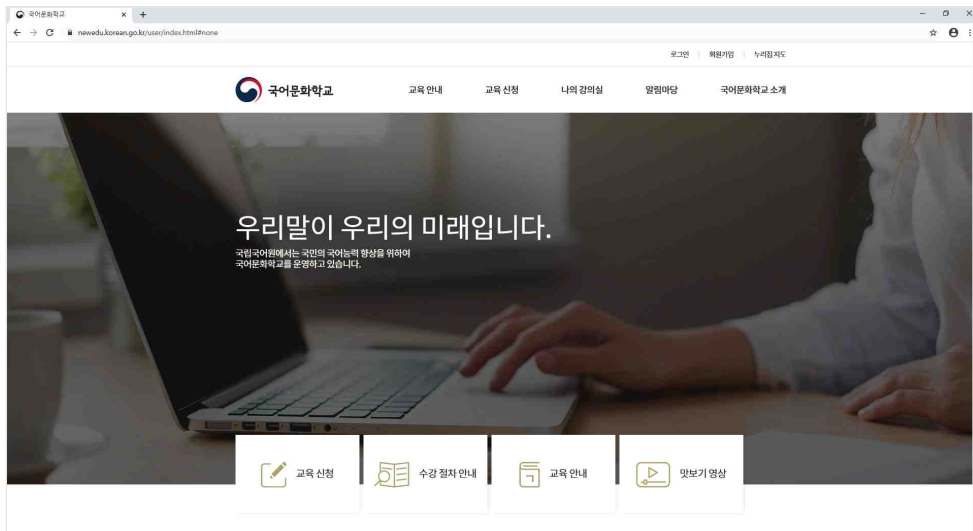 국어문화학교
newedu.korean.go.kr/user/index.html#none
로그인 회원가입 누리집 지도
국어문화학교 교육 안내 교육 신청 나의 강의실 알림마당 국어문화학교 소개
우리말이 우리의 미래입니다.
국립국어원에서는 국민의 국어능력 향상을 위하여
국어문화학교를 운영하고 있습니다.
교육 신청 수강 절차 안내 교육 안내 맛보기 영상